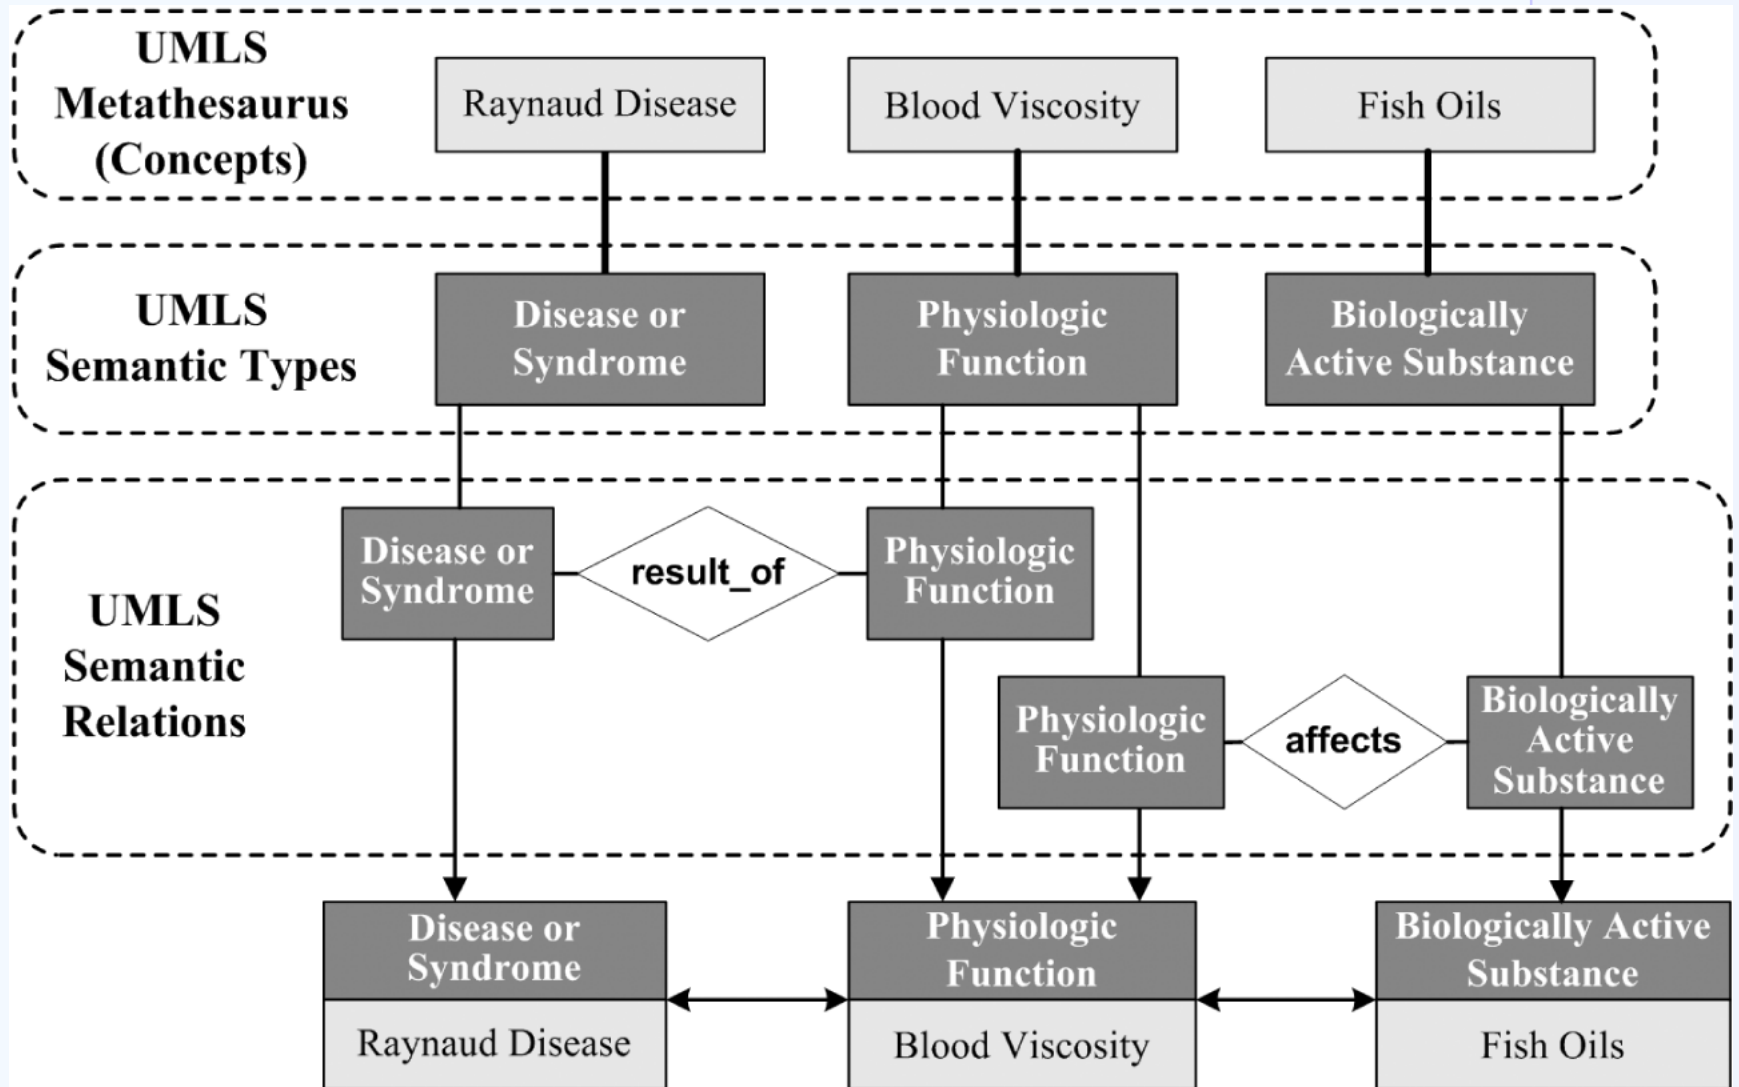 UMLS
Metathesaurus
(Concepts)
Raynaud Disease
Blood Viscosity
Fish Oils
UMLS
Semantic Types
Disease or
Syndrome
Physiologic
Function
Biologically
Active Substance
UMLS
Semantic
Relations
Disease or
Syndrome
result_of
Physiologic
Function
Physiologic
Function
affects
Biologically
Active
Substance
Disease or
Syndrome
Raynaud Disease
Physiologic
Function
Blood Viscosity
Biologically Active
Substance
Fish Oils